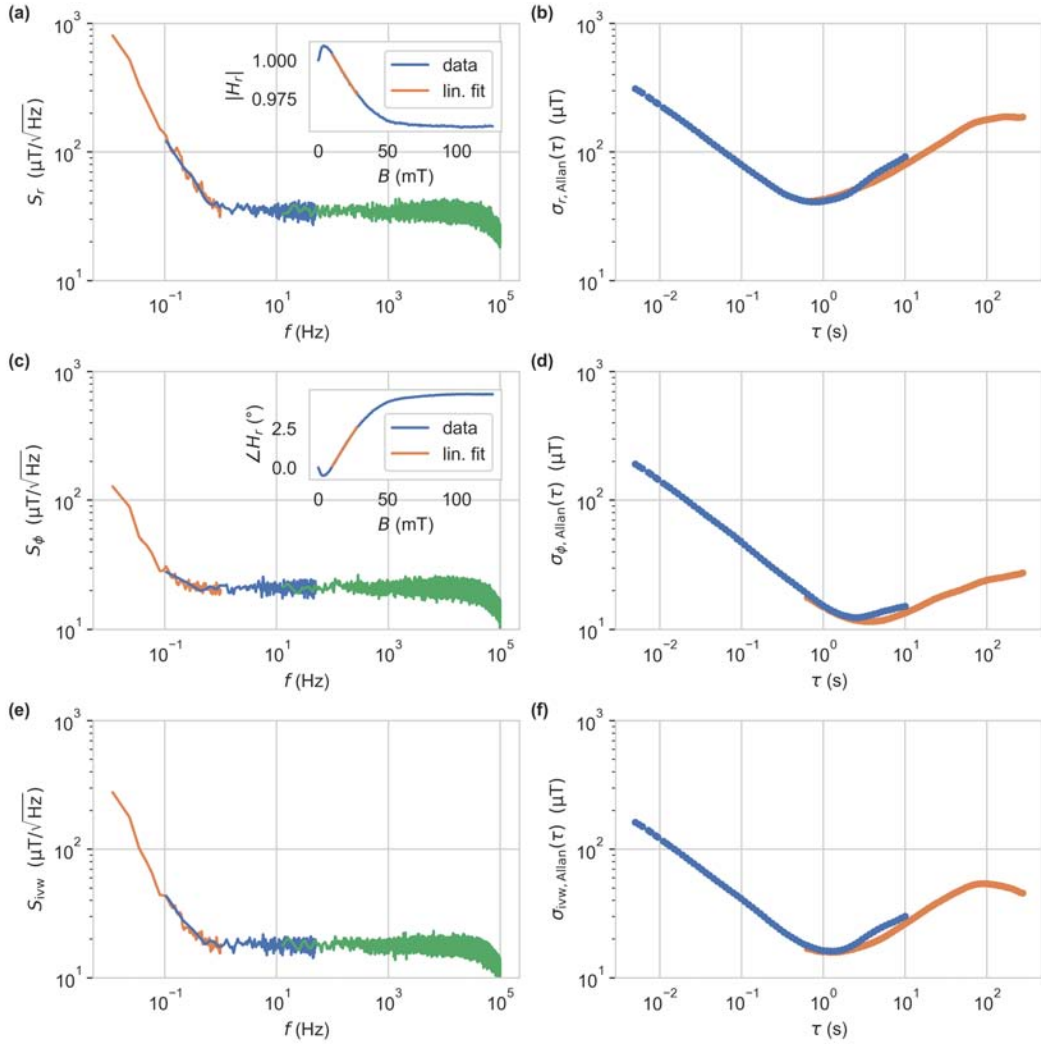 (a)
10³
10²
10¹
S_r (μT/√Hz)
1.000
0.975
|H_r|
data
lin. fit
0 50 100
B (mT)
10⁻¹ 10¹ 10³ 10⁵
f (Hz)
(b)
10³
10²
10¹
σ_r, Allan(τ) (μT)
10⁻² 10⁻¹ 10⁰ 10¹ 10²
τ (s)
(c)
10³
10²
10¹
S_ϕ (μT/√Hz)
2.5
0.0
∠H_r (°)
data
lin. fit
0 50 100
B (mT)
10⁻¹ 10¹ 10³ 10⁵
f (Hz)
(d)
10³
10²
10¹
σ_ϕ, Allan(τ) (μT)
10⁻² 10⁻¹ 10⁰ 10¹ 10²
τ (s)
(e)
10³
10²
10¹
S_ivw (μT/√Hz)
10⁻¹ 10¹ 10³ 10⁵
f (Hz)
(f)
10³
10²
10¹
σ_ivw, Allan(τ) (μT)
10⁻² 10⁻¹ 10⁰ 10¹ 10²
τ (s)